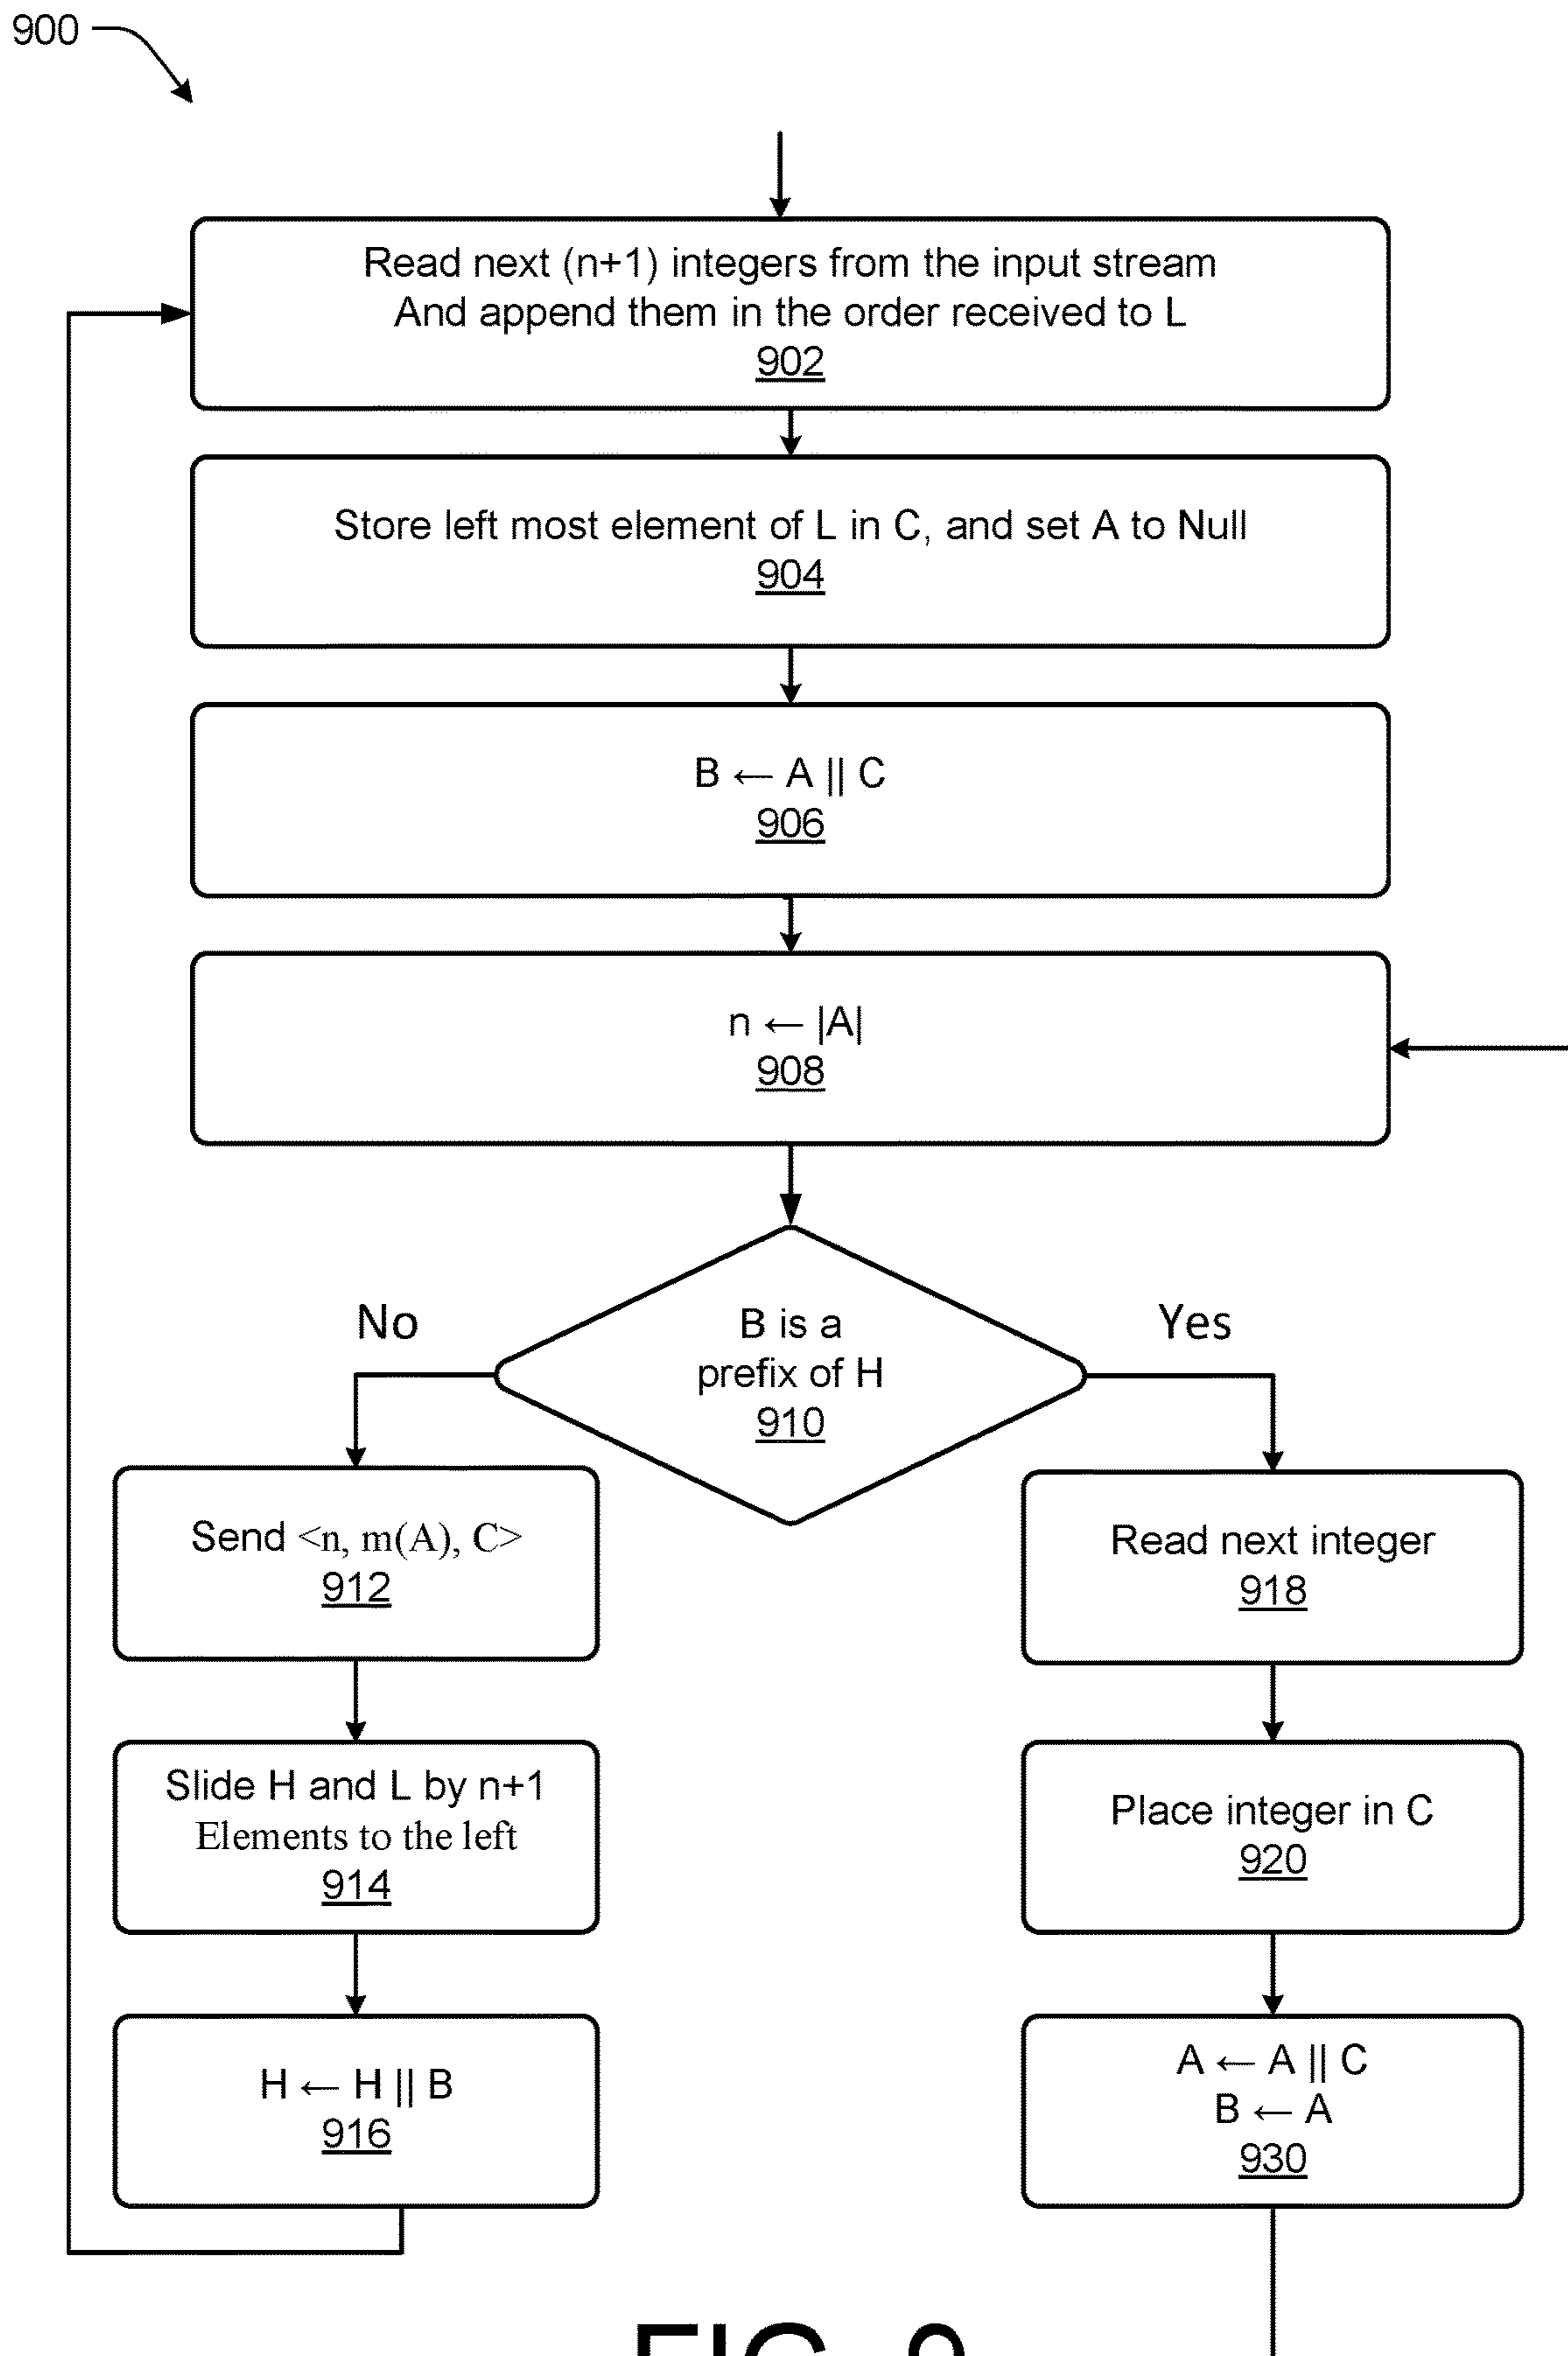 900
Read next (n+1) integers from the input stream
And append them in the order received to L
902
Store left most element of L in C, and set A to Null
904
B ← A || C
906
n ← |A|
908
B is a
prefix of H
910
No
Yes
Send <n, m(A), C>
912
Slide H and L by n+1
Elements to the left
914
H ← H || B
916
Read next integer
918
Place integer in C
920
A ← A || C
B ← A
930